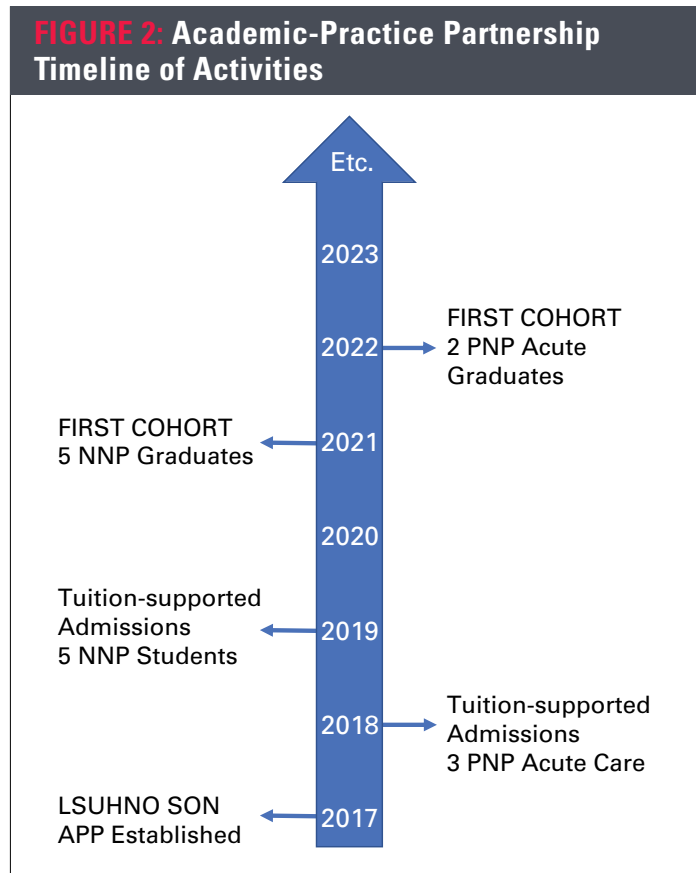 FIGURE 2: Academic-Practice Partnership
Timeline of Activities
Etc.
2023
2022
FIRST COHORT
2 PNP Acute
Graduates
FIRST COHORT
5 NNP Graduates
2021
2020
Tuition-supported
Admissions
5 NNP Students
2019
2018
Tuition-supported
Admissions
3 PNP Acute Care
LSUHNO SON
APP Established
2017